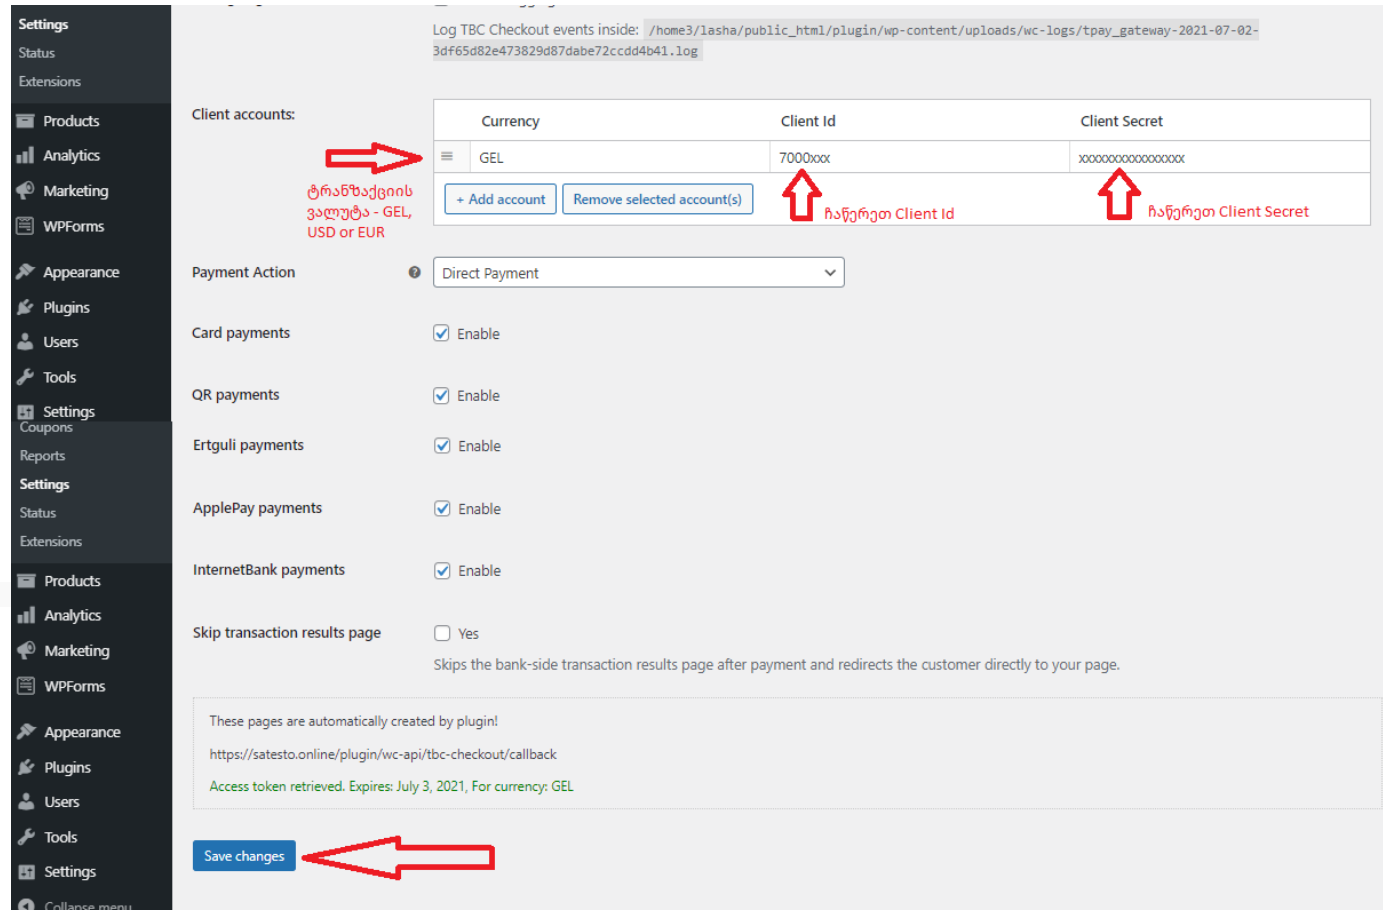 Settings
Status
Extensions
Products
Analytics
Marketing
WPForms
Appearance
Plugins
Users
Tools
Settings
Coupons
Reports
Settings
Status
Extensions
Products
Analytics
Marketing
WPForms
Appearance
Plugins
Users
Tools
Settings
Collapse menu
Log TBC Checkout events inside: /home3/lasha/public_html/plugin/wp-content/uploads/wc-logs/tpay_gateway-2021-07-02-
3df65d82e473829d87dabe72ccdd4b41.log
Client accounts:
Currency Client Id Client Secret
GEL 7000xxx xxxxxxxxxxxxxxxx
ტრანზაქციის
ვალუტა - GEL,
USD or EUR
+ Add account Remove selected account(s)
ჩაწერეთ Client Id
ჩაწერეთ Client Secret
Payment Action Direct Payment
Card payments Enable
QR payments Enable
Ertguli payments Enable
ApplePay payments Enable
InternetBank payments Enable
Skip transaction results page Yes
Skips the bank-side transaction results page after payment and redirects the customer directly to your page.
These pages are automatically created by plugin!
https://satesto.online/plugin/wc-api/tbc-checkout/callback
Access token retrieved. Expires: July 3, 2021, For currency: GEL
Save changes